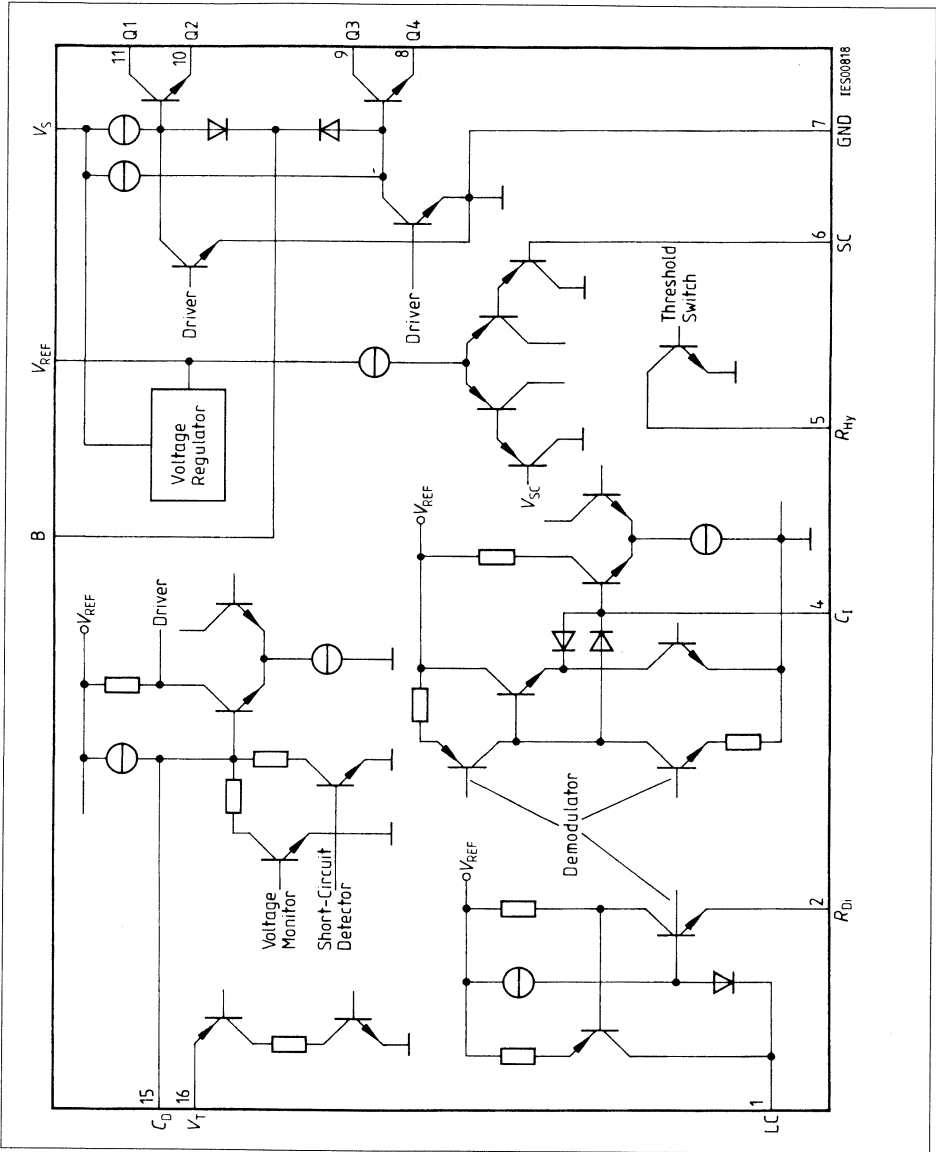 C_D
15
V_T
16
V_REF
Driver
Voltage
Monitor
Short-Circuit
Detector
B
Voltage
Regulator
V_REF
V_S
Driver
Driver
11
Q1
10
Q2
9
Q3
8
Q4
LC
1
V_REF
Demodulator
R_Di
2
V_REF
C_I
4
V_SC
R_Hy
5
Threshold
Switch
SC
6
GND
7
IES00818